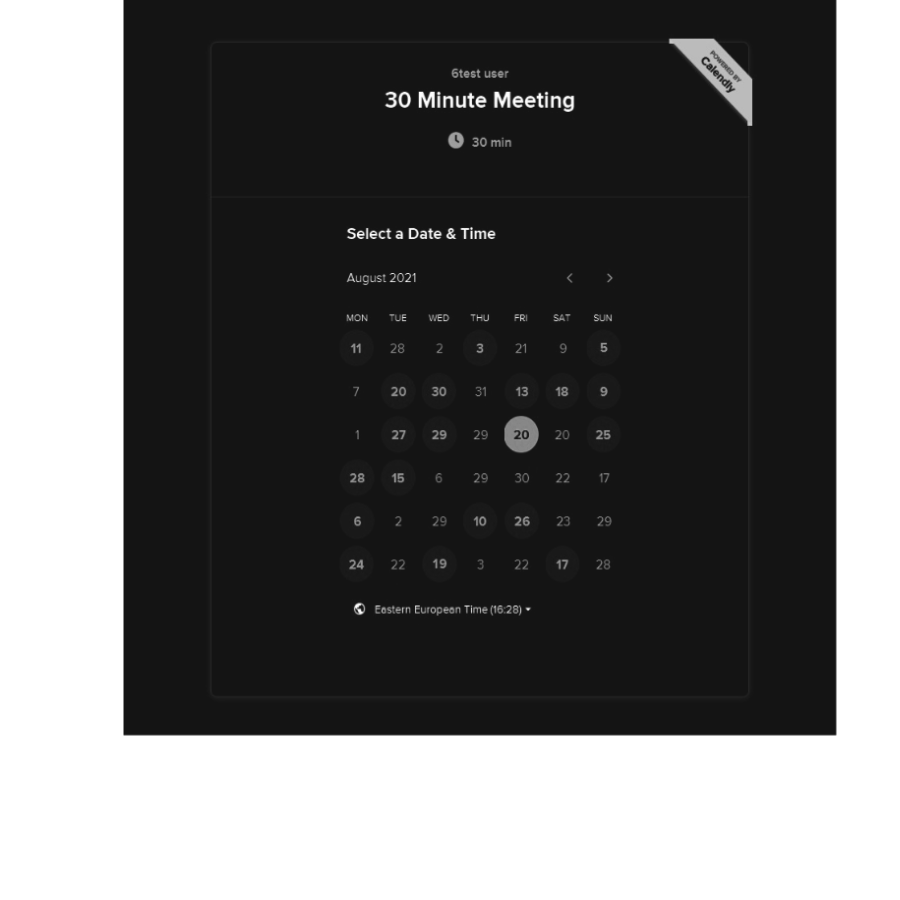 POWERED BY
Calendly
6test user
30 Minute Meeting
30 min
Select a Date & Time
August 2021
MON TUE WED THU FRI SAT SUN
11 28 2 3 21 9 5
7 20 30 31 13 18 9
1 27 29 29 20 20 25
28 15 6 29 30 22 17
6 2 29 10 26 23 29
24 22 19 3 22 17 28
Eastern European Time (16:28)